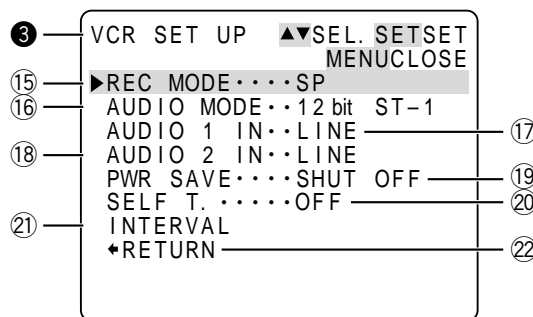 ❸ VCR SET UP ▲▼SEL. SETSET
MENUCLOSE
⑮ ▶REC MODE····SP
⑯ AUDIO MODE··12bit ST–1
AUDIO 1 IN··LINE ⑰
⑱ AUDIO 2 IN··LINE
PWR SAVE····SHUT OFF ⑲
SELF T. ·····OFF ⑳
㉑ INTERVAL
←RETURN ㉒